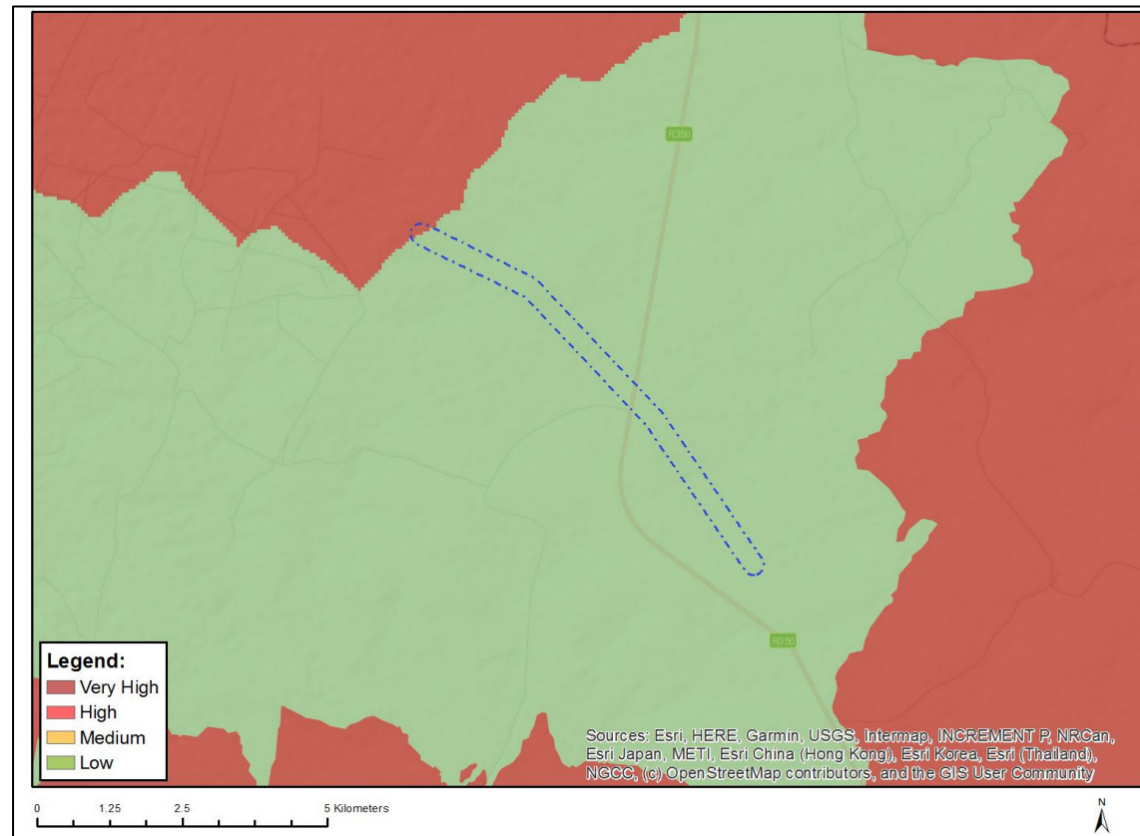 R350
R350
Legend:
Very High
High
Medium
Low
Sources: Esri, HERE, Garmin, USGS, Intermap, INCREMENT P, NRCan,
Esri Japan, METI, Esri China (Hong Kong), Esri Korea, Esri (Thailand),
NGCC, (c) OpenStreetMap contributors, and the GIS User Community
0 1.25 2.5 5 Kilometers
N